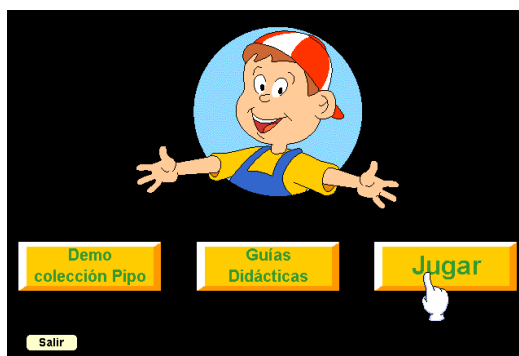 Demo
colección Pipo
Guías
Didácticas
Jugar
Salir